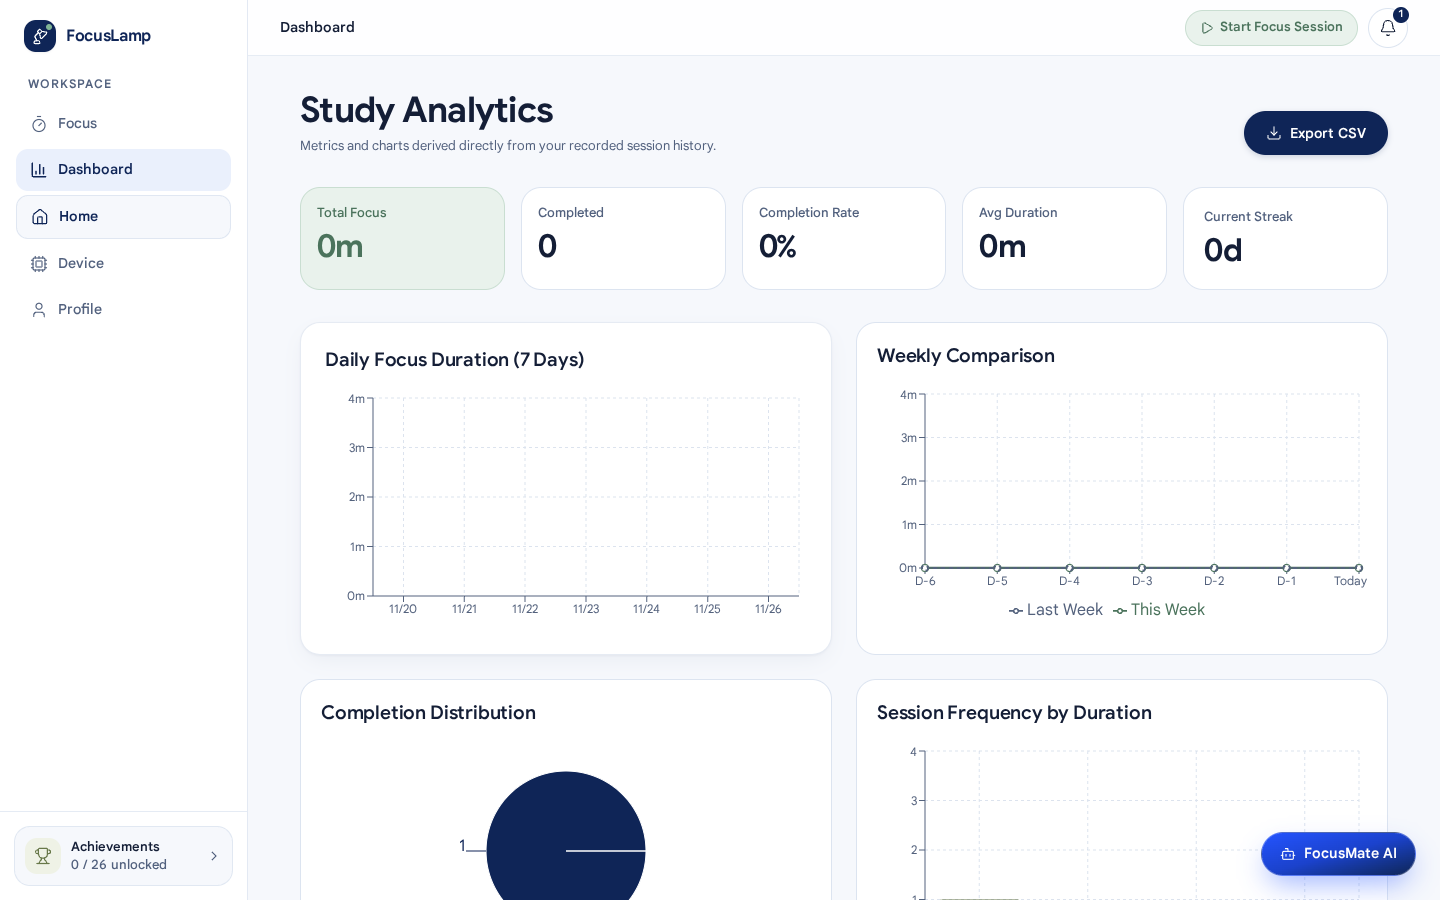 FocusLamp
WORKSPACE
Focus
Dashboard
Home
Device
Profile
Achievements
0 / 26 unlocked
Dashboard
Start Focus Session
1
Study Analytics
Metrics and charts derived directly from your recorded session history.
Export CSV
Total Focus
0m
Completed
0
Completion Rate
0%
Avg Duration
0m
Current Streak
0d
Daily Focus Duration (7 Days)
4m
3m
2m
1m
0m
11/20 11/21 11/22 11/23 11/24 11/25 11/26
Weekly Comparison
4m
3m
2m
1m
0m
D-6 D-5 D-4 D-3 D-2 D-1 Today
Last Week This Week
Completion Distribution
1
Session Frequency by Duration
4
3
2
1
FocusMate AI